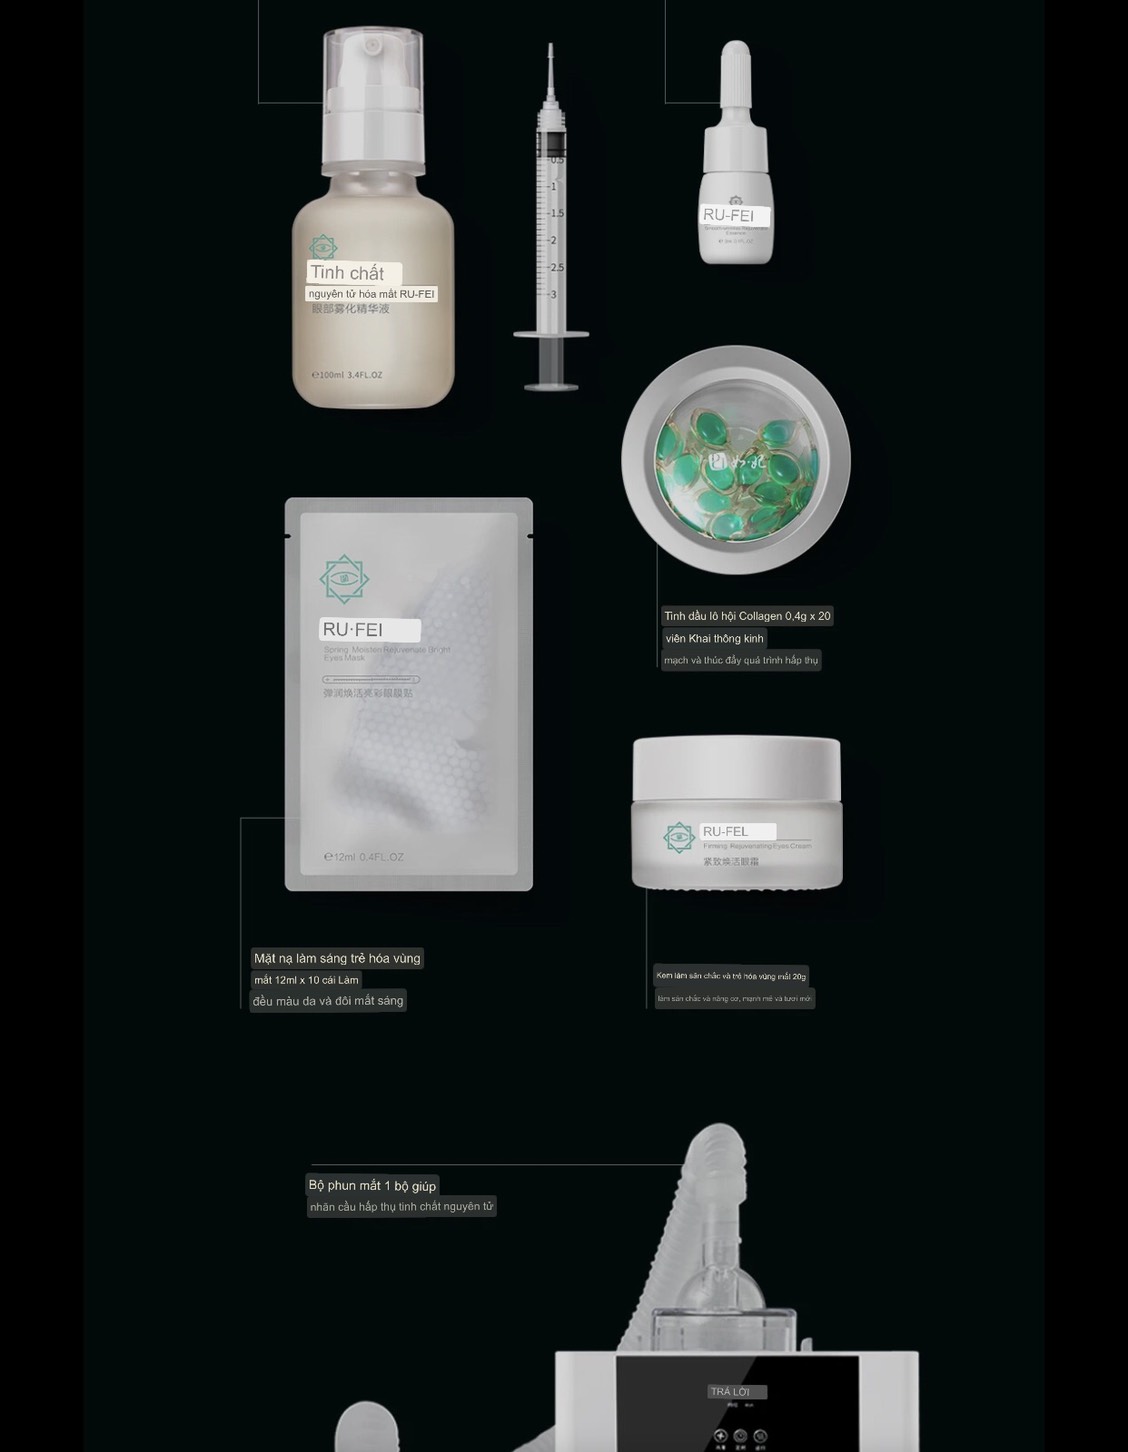 Tinh chất
nguyên tử hóa mắt RU-FEI
眼部雾化精华液
℮100ml 3.4FL.OZ
0.5
1
1.5
2
2.5
3
RU-FEI
Tinh dầu lô hội Collagen 0,4g x 20
viên Khai thông kinh
mạch và thúc đẩy quá trình hấp thụ
RU·FEI
Spring Moisten Rejuvenate Bright
Eyes Mask
弹润焕活亮彩眼膜贴
℮12ml 0.4FL.OZ
RU-FEL
Firming Rejuvenating Eyes Cream
紧致焕活眼霜
Mặt nạ làm sáng trẻ hóa vùng
mắt 12ml x 10 cái Làm
đều màu da và đôi mắt sáng
Kem làm săn chắc và trẻ hóa vùng mắt 20g
làm săn chắc và nâng cơ, mạnh mẽ và tươi mới
Bộ phun mắt 1 bộ giúp
nhãn cầu hấp thụ tinh chất nguyên tử
TRẢ LỜI